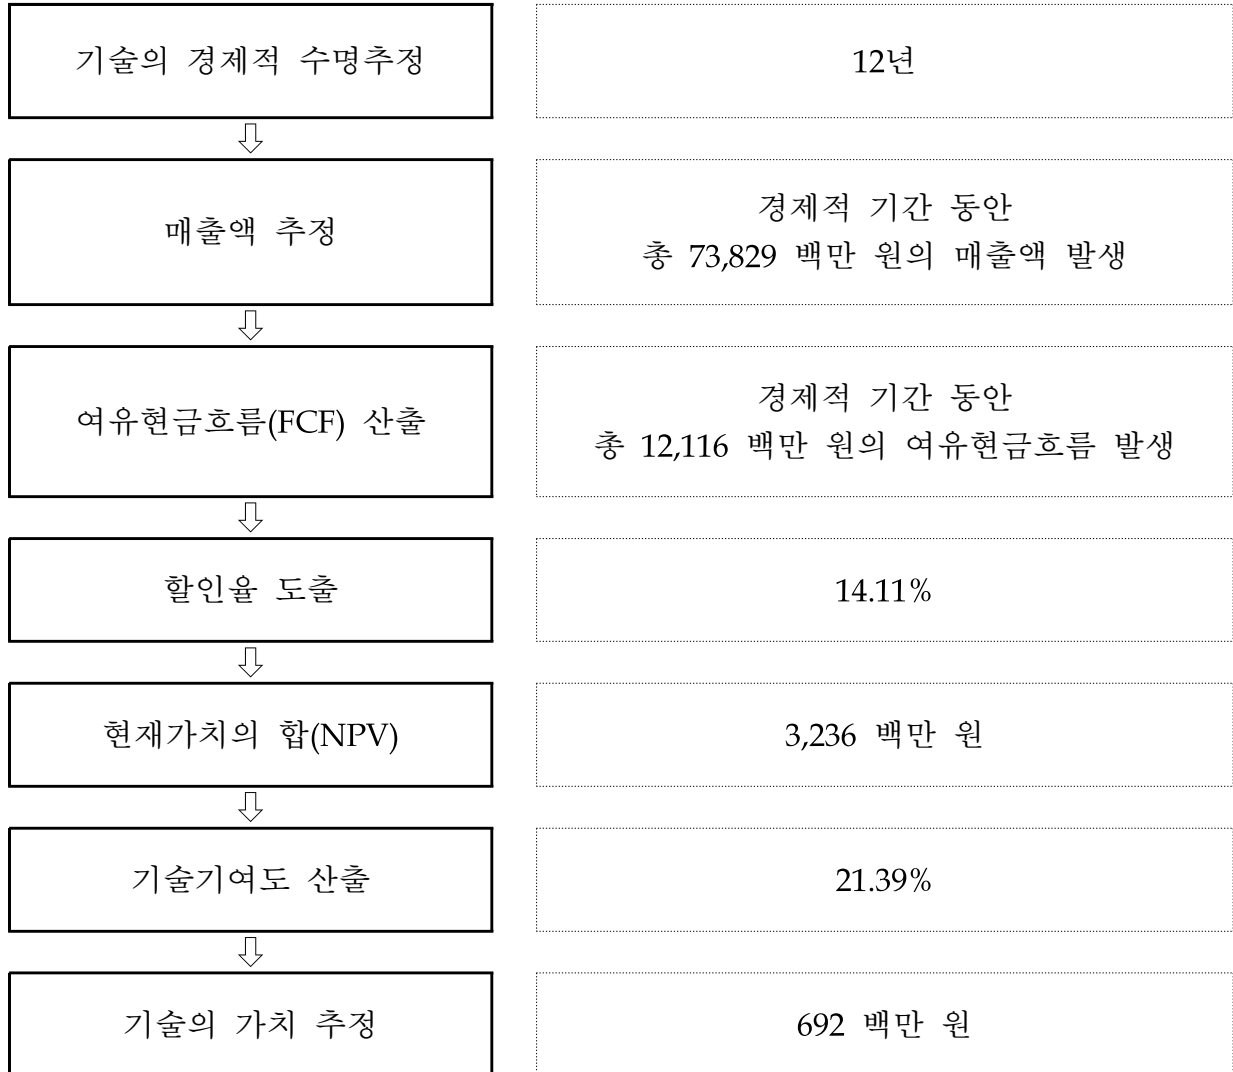 기술의 경제적 수명추정
12년
매출액 추정
경제적 기간 동안
총 73,829 백만 원의 매출액 발생
여유현금흐름(FCF) 산출
경제적 기간 동안
총 12,116 백만 원의 여유현금흐름 발생
할인율 도출
14.11%
현재가치의 합(NPV)
3,236 백만 원
기술기여도 산출
21.39%
기술의 가치 추정
692 백만 원